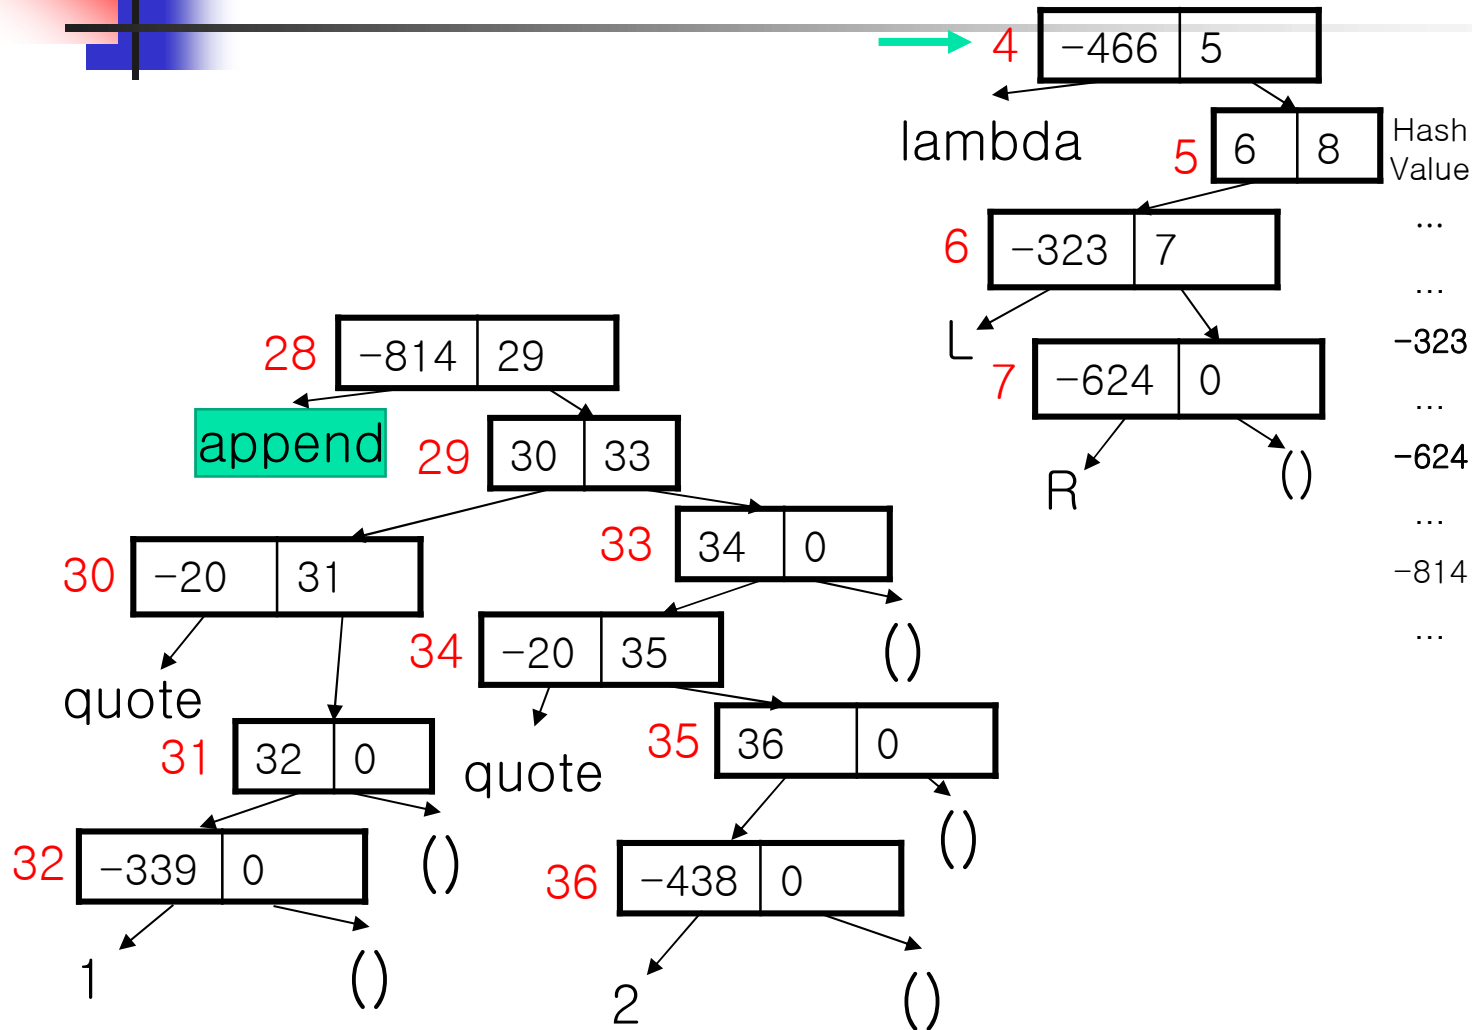 4 -466 5
lambda
5 6 8
Hash
Value
...
6 -323 7
...
L
-323
28 -814 29
7 -624 0
...
append
29 30 33
-624
R
()
...
33 34 0
30 -20 31
-814
()
...
34 -20 35
quote
31 32 0
quote
35 36 0
()
()
32 -339 0
36 -438 0
1
()
2
()